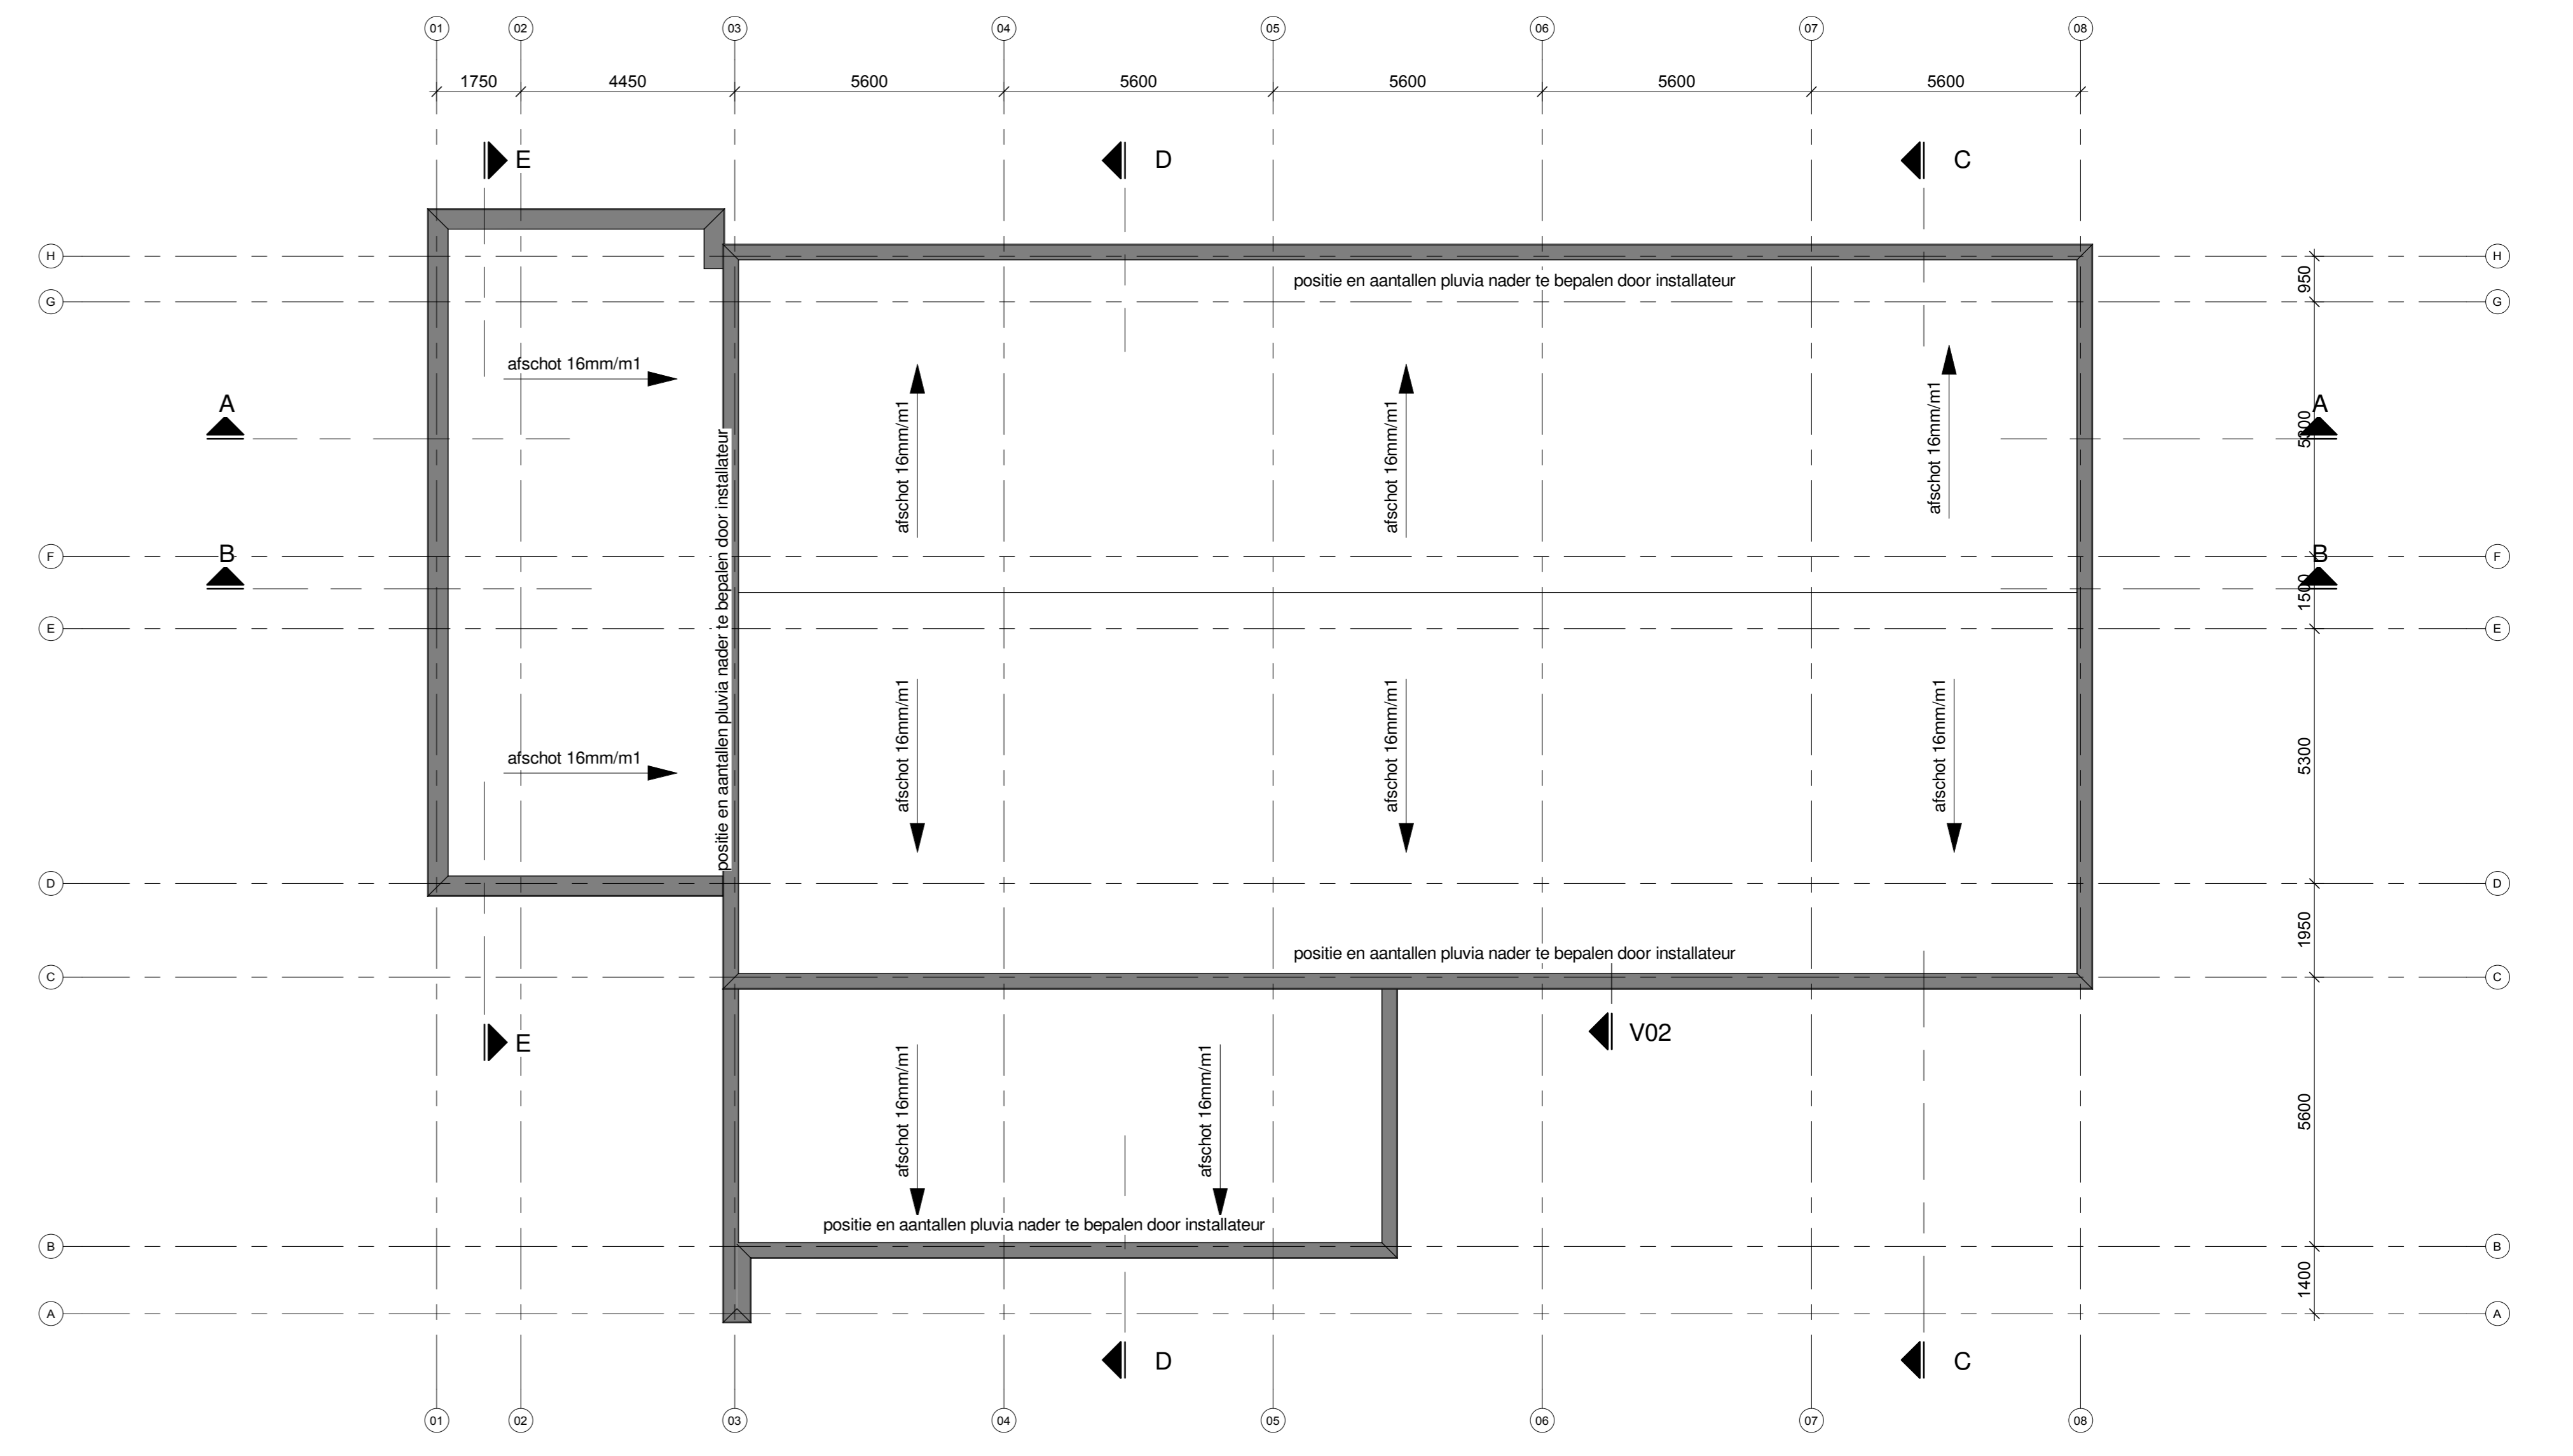 01 02 03 04 05 06 07 08
1750 4450 5600 5600 5600 5600 5600
E D C
H H
950
positie en aantallen pluvia nader te bepalen door installateur
G G
afschot 16mm/m1
A A
5300
afschot 16mm/m1
afschot 16mm/m1
afschot 16mm/m1
positie en aantallen pluvia nader te bepalen door installateur
F F
B B
1500
E E
afschot 16mm/m1
afschot 16mm/m1
afschot 16mm/m1
afschot 16mm/m1
5300
D D
1950
positie en aantallen pluvia nader te bepalen door installateur
C C
E V02
afschot 16mm/m1
afschot 16mm/m1
5600
positie en aantallen pluvia nader te bepalen door installateur
B B
1400
A A
D C
01 02 03 04 05 06 07 08